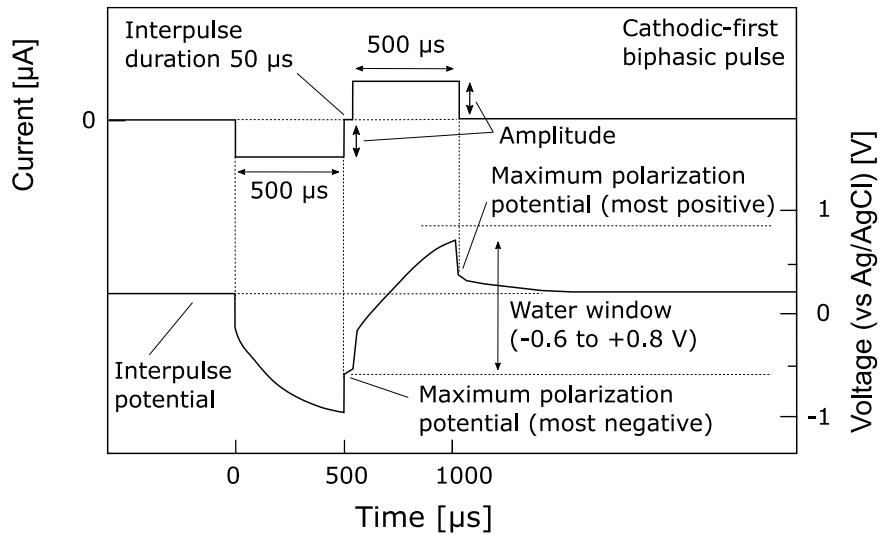 Interpulse
duration 50 µs
500 µs
Cathodic-first
biphasic pulse
Current [µA]
0
Amplitude
500 µs
Maximum polarization
potential (most positive)
1
0
-1
Voltage (vs Ag/AgCl) [V]
Water window
(-0.6 to +0.8 V)
Interpulse
potential
Maximum polarization
potential (most negative)
0
500
1000
Time [µs]